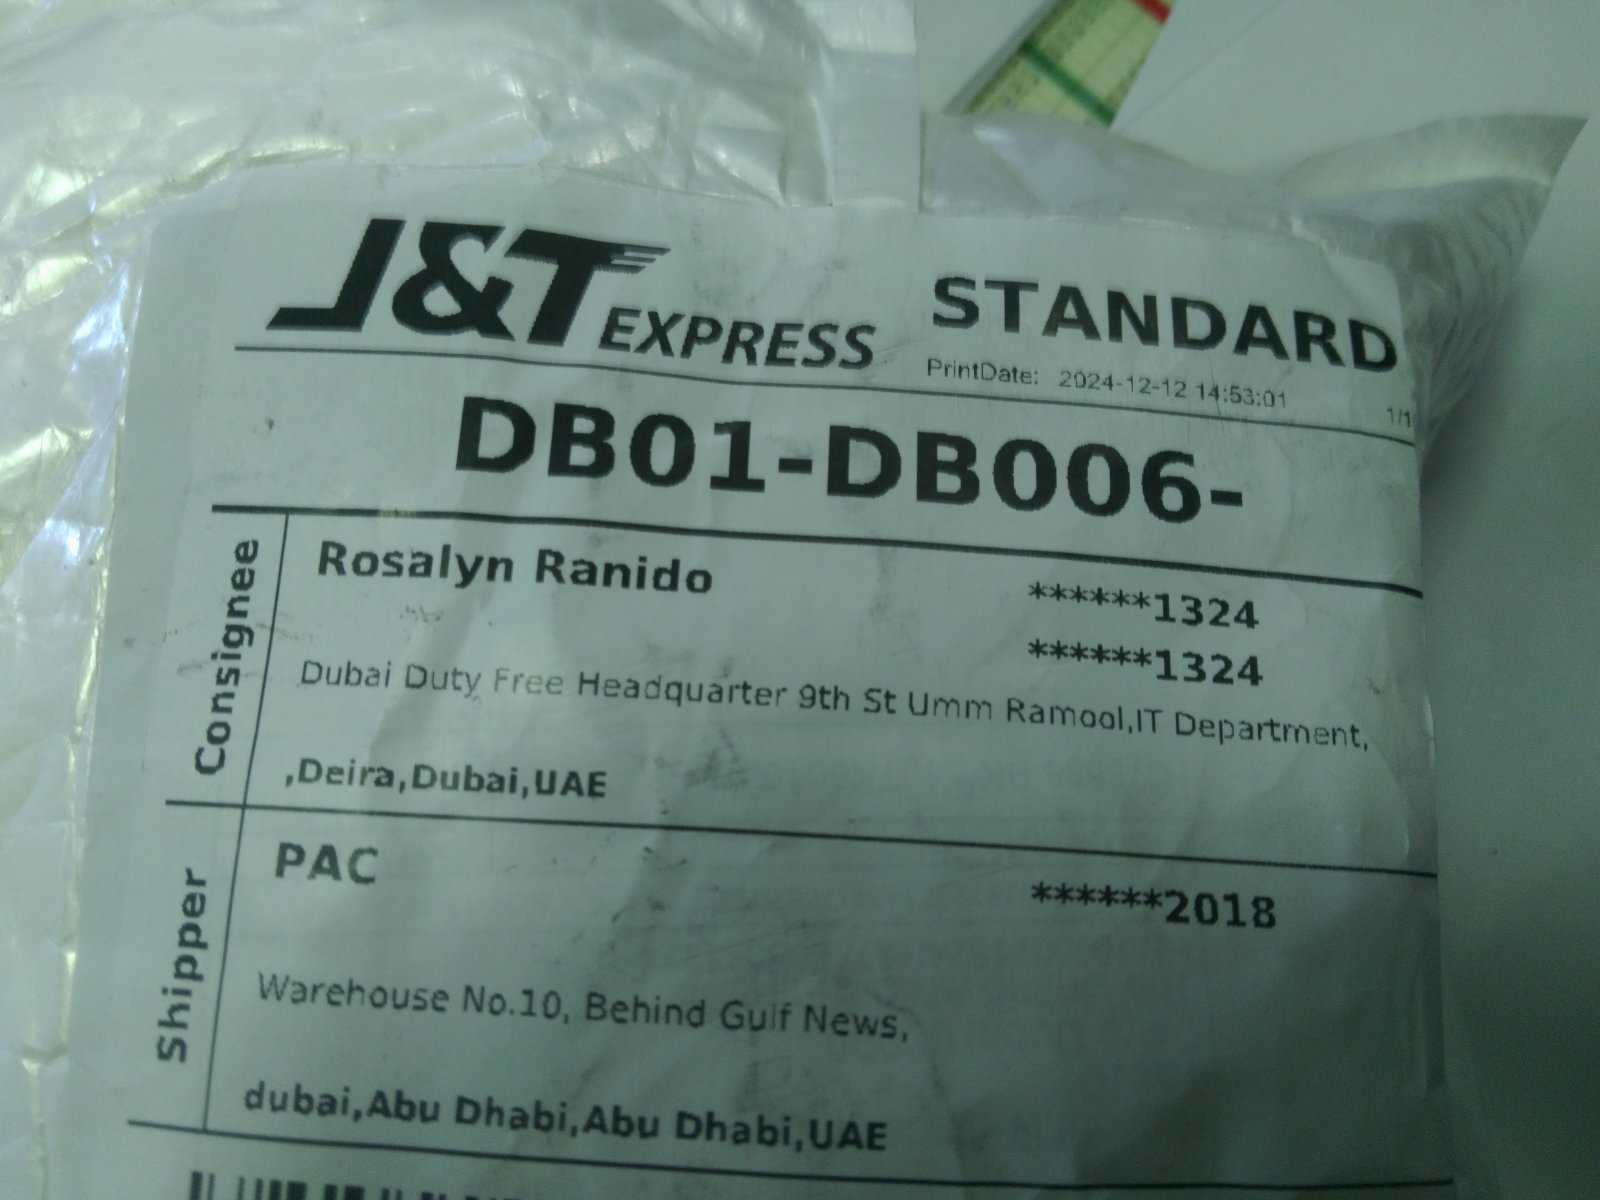 J&T EXPRESS
STANDARD
PrintDate: 2024-12-12 14:53:01
1/1
DB01-DB006-
Consignee
Rosalyn Ranido
******1324
******1324
Dubai Duty Free Headquarter 9th St Umm Ramool,IT Department,
,Deira,Dubai,UAE
Shipper
PAC
******2018
Warehouse No.10, Behind Gulf News,
dubai,Abu Dhabi,Abu Dhabi,UAE